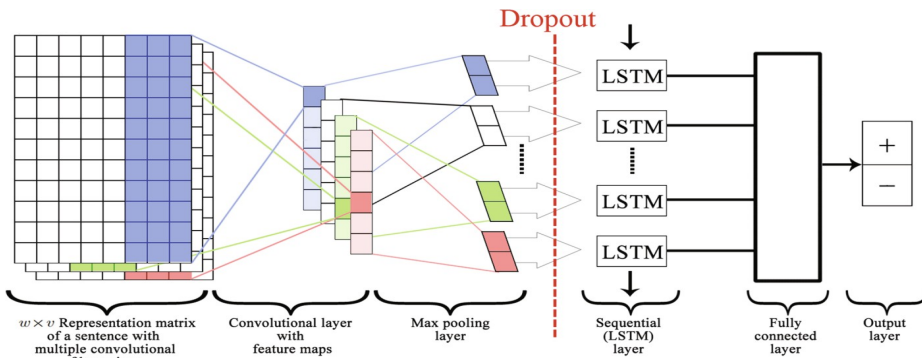 Dropout
LSTM
LSTM
LSTM
LSTM
+
−
w × v Representation matrix
of a sentence with
multiple convolutional
Convolutional layer
with
feature maps
Max pooling
layer
Sequential
(LSTM)
layer
Fully
connected
layer
Output
layer